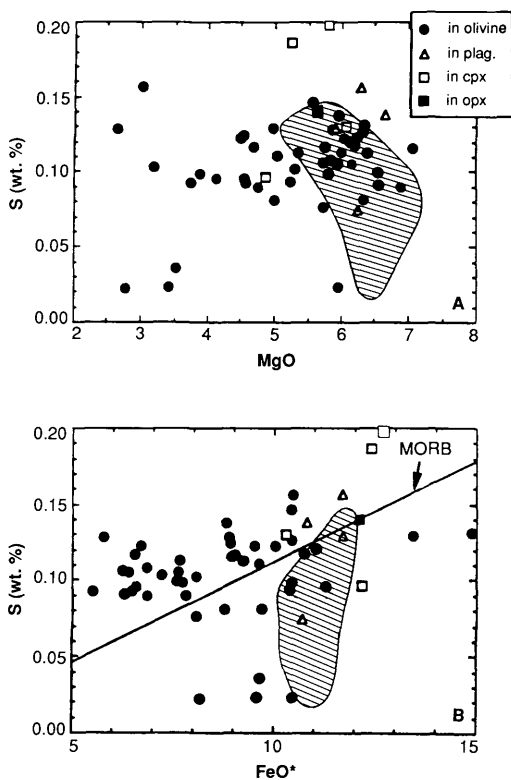 0.20
0.15
0.10
0.05
0.00
S (wt. %)
in olivine
in plag.
in cpx
in opx
A
2 3 4 5 6 7 8
MgO
0.20
0.15
0.10
0.05
0.00
S (wt. %)
MORB
B
5 10 15
FeO*